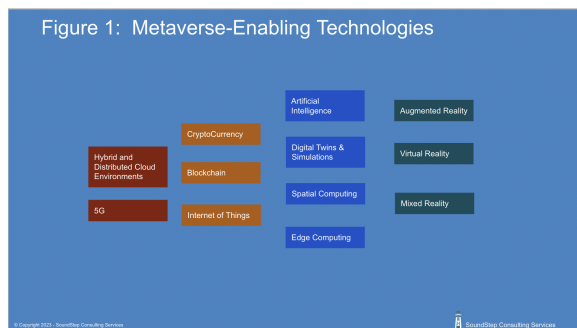 Figure 1:  Metaverse-Enabling Technologies
Hybrid and
Distributed Cloud
Environments
5G
CryptoCurrency
Blockchain
Internet of Things
Artificial
Intelligence
Digital Twins &
Simulations
Spatial Computing
Edge Computing
Augmented Reality
Virtual Reality
Mixed Reality
© Copyright 2023 - SoundStep Consulting Services
SoundStep Consulting Services